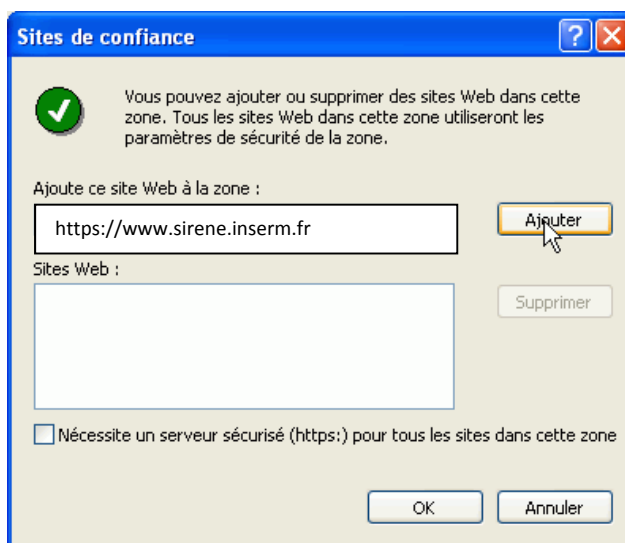 Sites de confiance
Vous pouvez ajouter ou supprimer des sites Web dans cette
zone. Tous les sites Web dans cette zone utiliseront les
paramètres de sécurité de la zone.
Ajoute ce site Web à la zone :
https://www.sirene.inserm.fr
Ajouter
Sites Web :
Supprimer
Nécessite un serveur sécurisé (https:) pour tous les sites dans cette zone
OK
Annuler